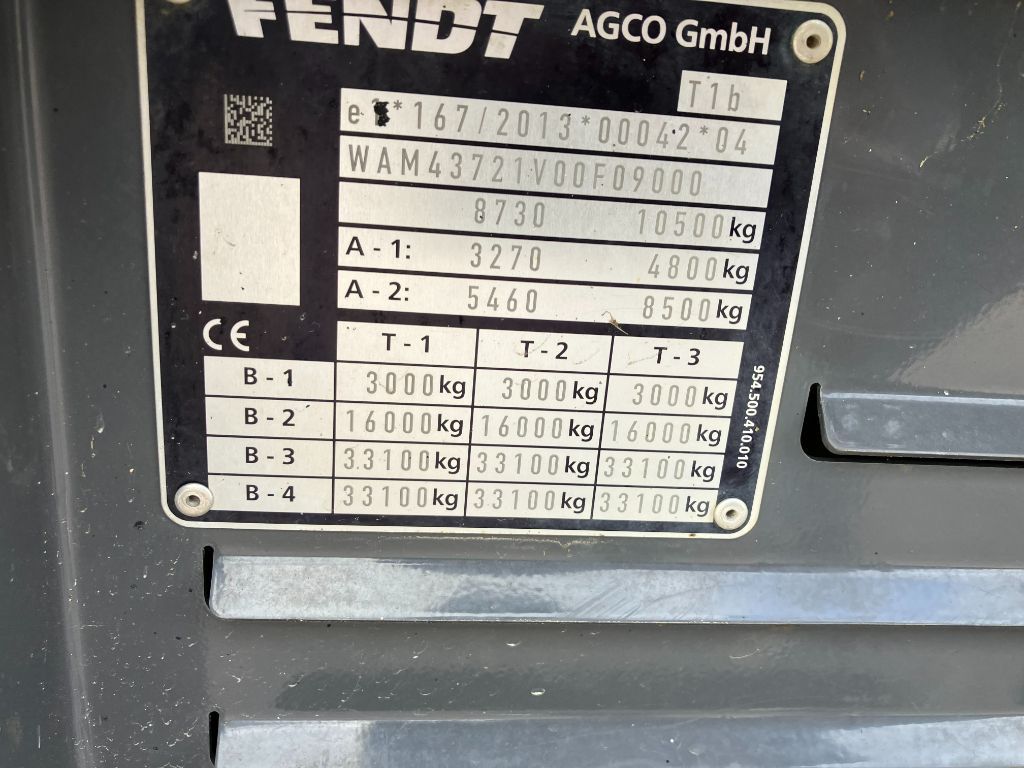 FENDT AGCO GmbH
T1b
e *167/2013*00042*04
WAM43721V00F09000
8730 10500kg
A - 1: 3270 4800kg
A - 2: 5460 8500kg
CE
T - 1 T - 2 T - 3
B - 1 3000kg 3000kg 3000kg
B - 2 16000kg 16000kg 16000kg
B - 3 33100kg 33100kg 33100kg
B - 4 33100kg 33100kg 33100kg
954.500.410.010